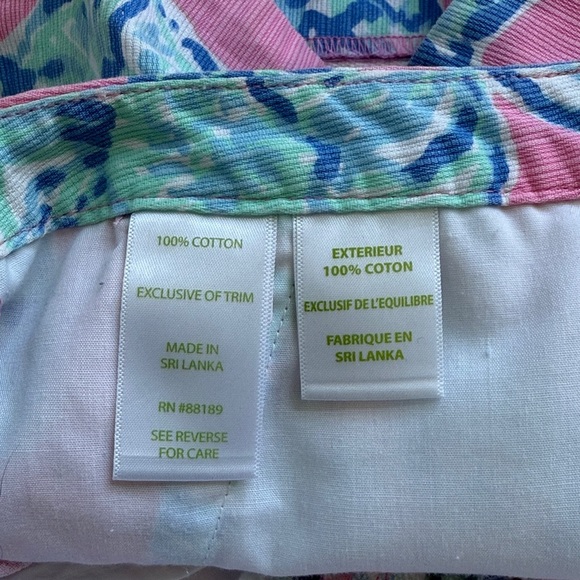 100% COTTON
EXCLUSIVE OF TRIM
MADE IN
SRI LANKA
RN #88189
SEE REVERSE
FOR CARE
EXTERIEUR
100% COTON
EXCLUSIF DE L'EQUILIBRE
FABRIQUE EN
SRI LANKA